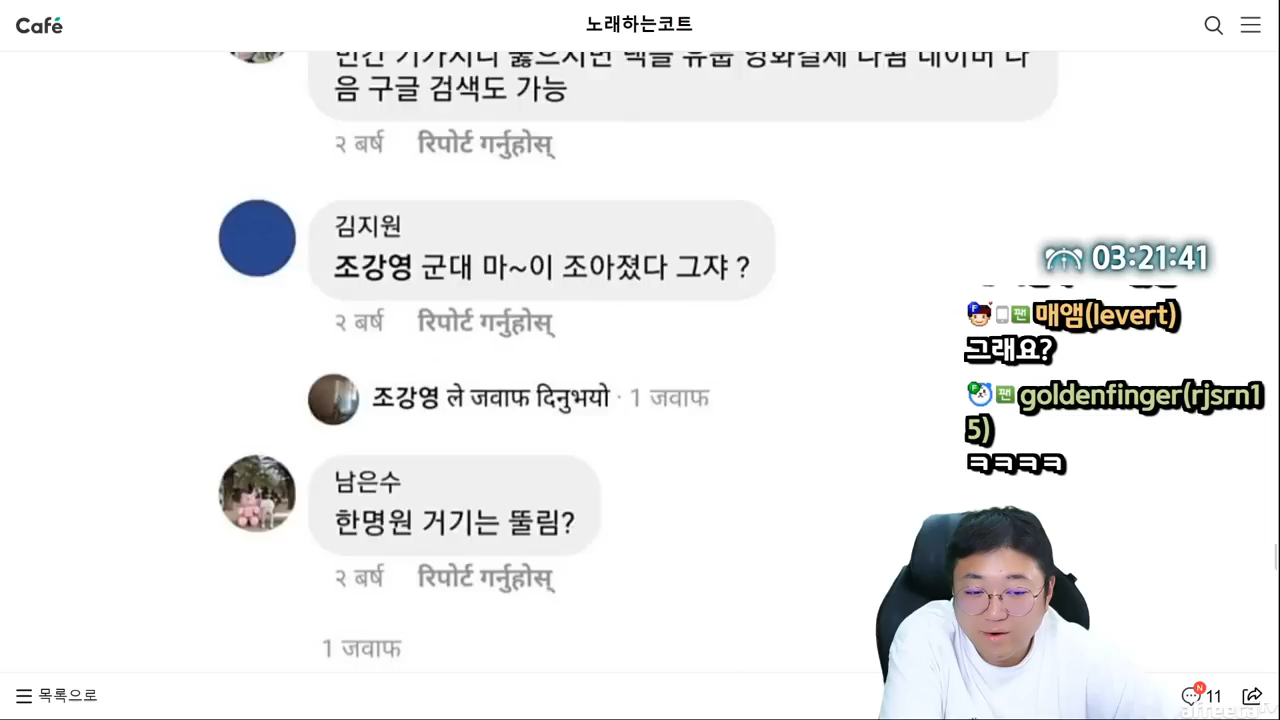 Café
노래하는코트
음 구글 검색도 가능
२ बर्ष रिपोर्ट गर्नुहोस्
김지원
조강영 군대 마~이 조아졌다 그쟈 ?
२ बर्ष रिपोर्ट गर्नुहोस्
조강영 ले जवाफ दिनुभयो · 1 जवाफ
남은수
한명원 거기는 뚤림?
२ बर्ष रिपोर्ट गर्नुहोस्
1 जवाफ
03:21:41
매앰(levert)
그래요?
goldenfinger(rjsrn1
5)
ㅋㅋㅋㅋ
목록으로
N
11
afreecaTV